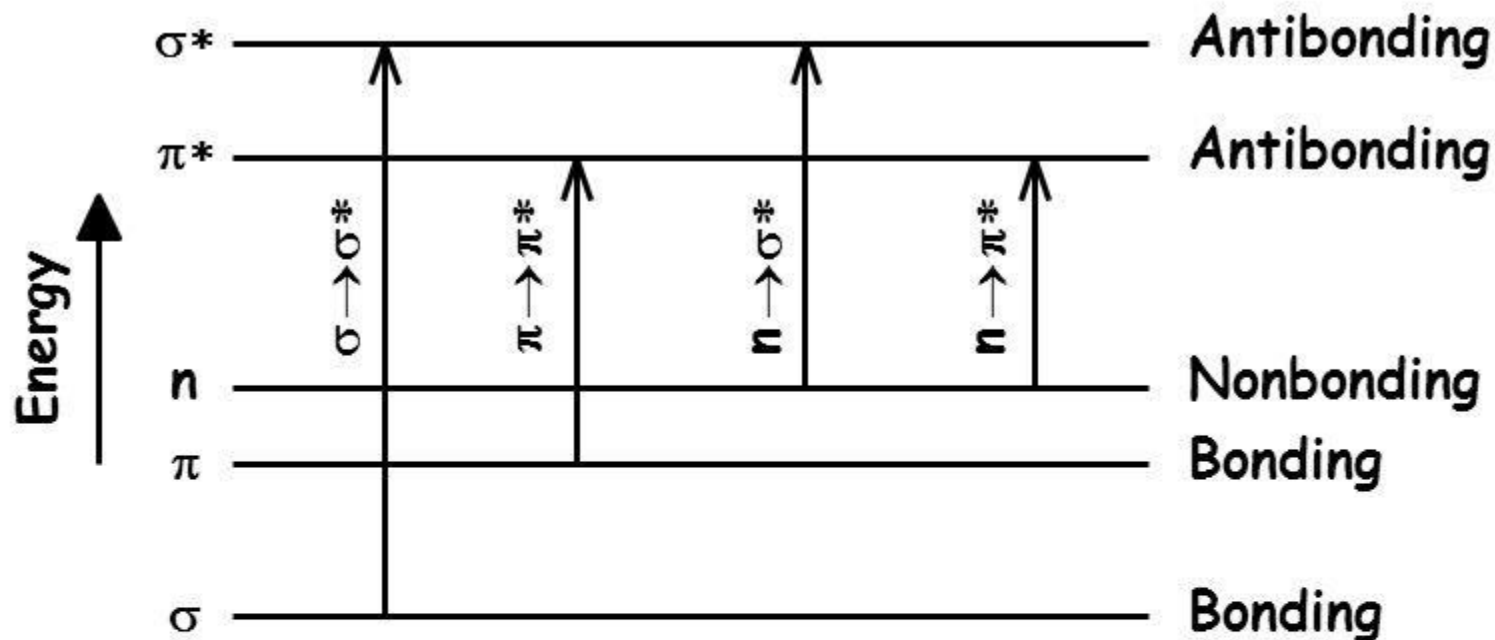 σ* Antibonding
π* Antibonding
Energy
σ→σ*
π→π*
n→σ*
n→π*
n Nonbonding
π Bonding
σ Bonding